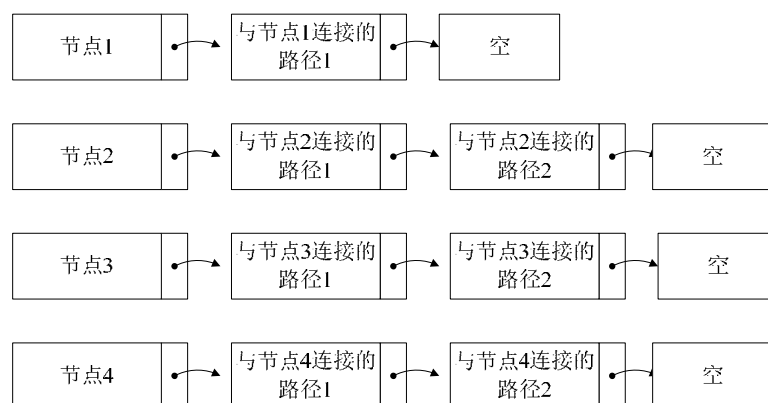 节点1
与节点1连接的
路径1
空
节点2
与节点2连接的
路径1
与节点2连接的
路径2
空
节点3
与节点3连接的
路径1
与节点3连接的
路径2
空
节点4
与节点4连接的
路径1
与节点4连接的
路径2
空